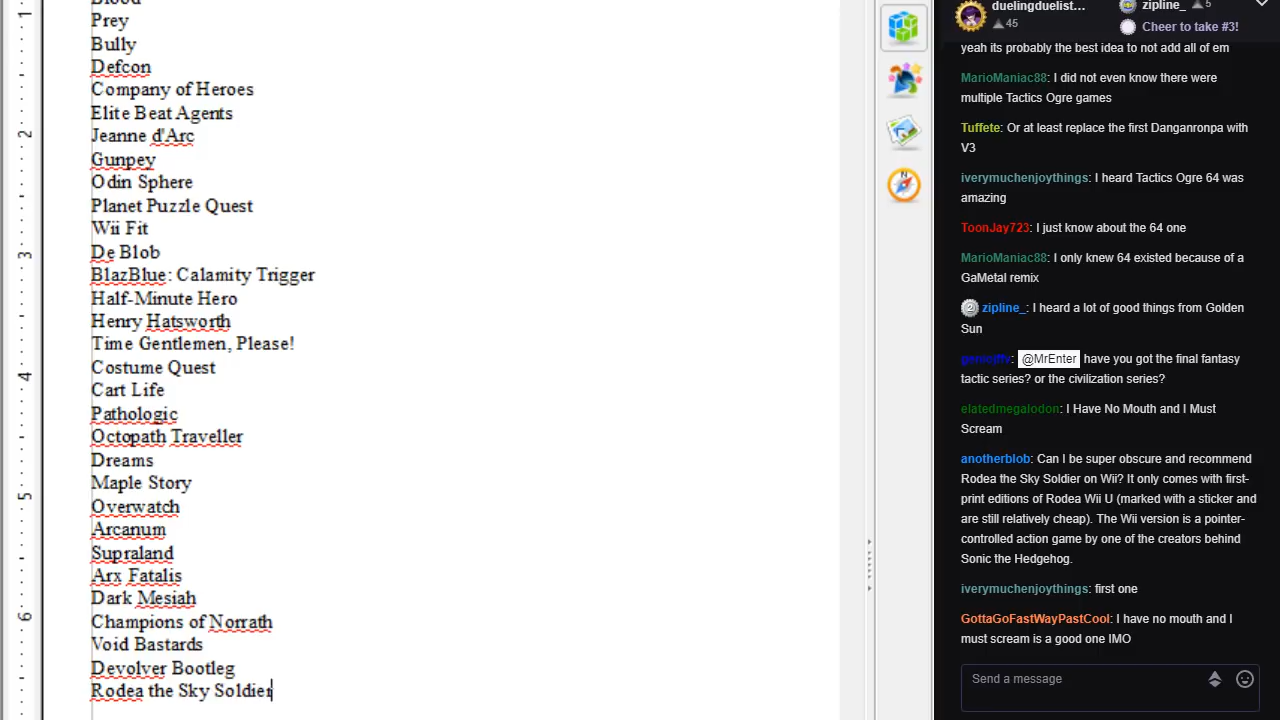 1
Blood
Prey
Bully
Defcon
Company of Heroes
Elite Beat Agents
2
Jeanne d'Arc
Gunpey
Odin Sphere
Planet Puzzle Quest
Wii Fit
3
De Blob
BlazBlue: Calamity Trigger
Half-Minute Hero
Henry Hatsworth
Time Gentlemen, Please!
4
Costume Quest
Cart Life
Pathologic
Octopath Traveller
Dreams
Maple Story
5
Overwatch
Arcanum
Supraland
Arx Fatalis
Dark Mesiah
6
Champions of Norrath
Void Bastards
Devolver Bootleg
Rodea the Sky Soldier
N
duelingduelist...
45
zipline_ 5
Cheer to take #3!
yeah its probably the best idea to not add all of em
MarioManiac88: I did not even know there were
multiple Tactics Ogre games
Tuffete: Or at least replace the first Danganronpa with
V3
iverymuchenjoythings: I heard Tactics Ogre 64 was
amazing
ToonJay723: I just know about the 64 one
MarioManiac88: I only knew 64 existed because of a
GaMetal remix
2 zipline_: I heard a lot of good things from Golden
Sun
@MrEnter have you got the final fantasy
tactic series? or the civilization series?
elatedmegalodon: I Have No Mouth and I Must
Scream
anotherblob: Can I be super obscure and recommend
Rodea the Sky Soldier on Wii? It only comes with first-
print editions of Rodea Wii U (marked with a sticker and
are still relatively cheap). The Wii version is a pointer-
controlled action game by one of the creators behind
Sonic the Hedgehog.
iverymuchenjoythings: first one
GottaGoFastWayPastCool: I have no mouth and I
must scream is a good one IMO
Send a message